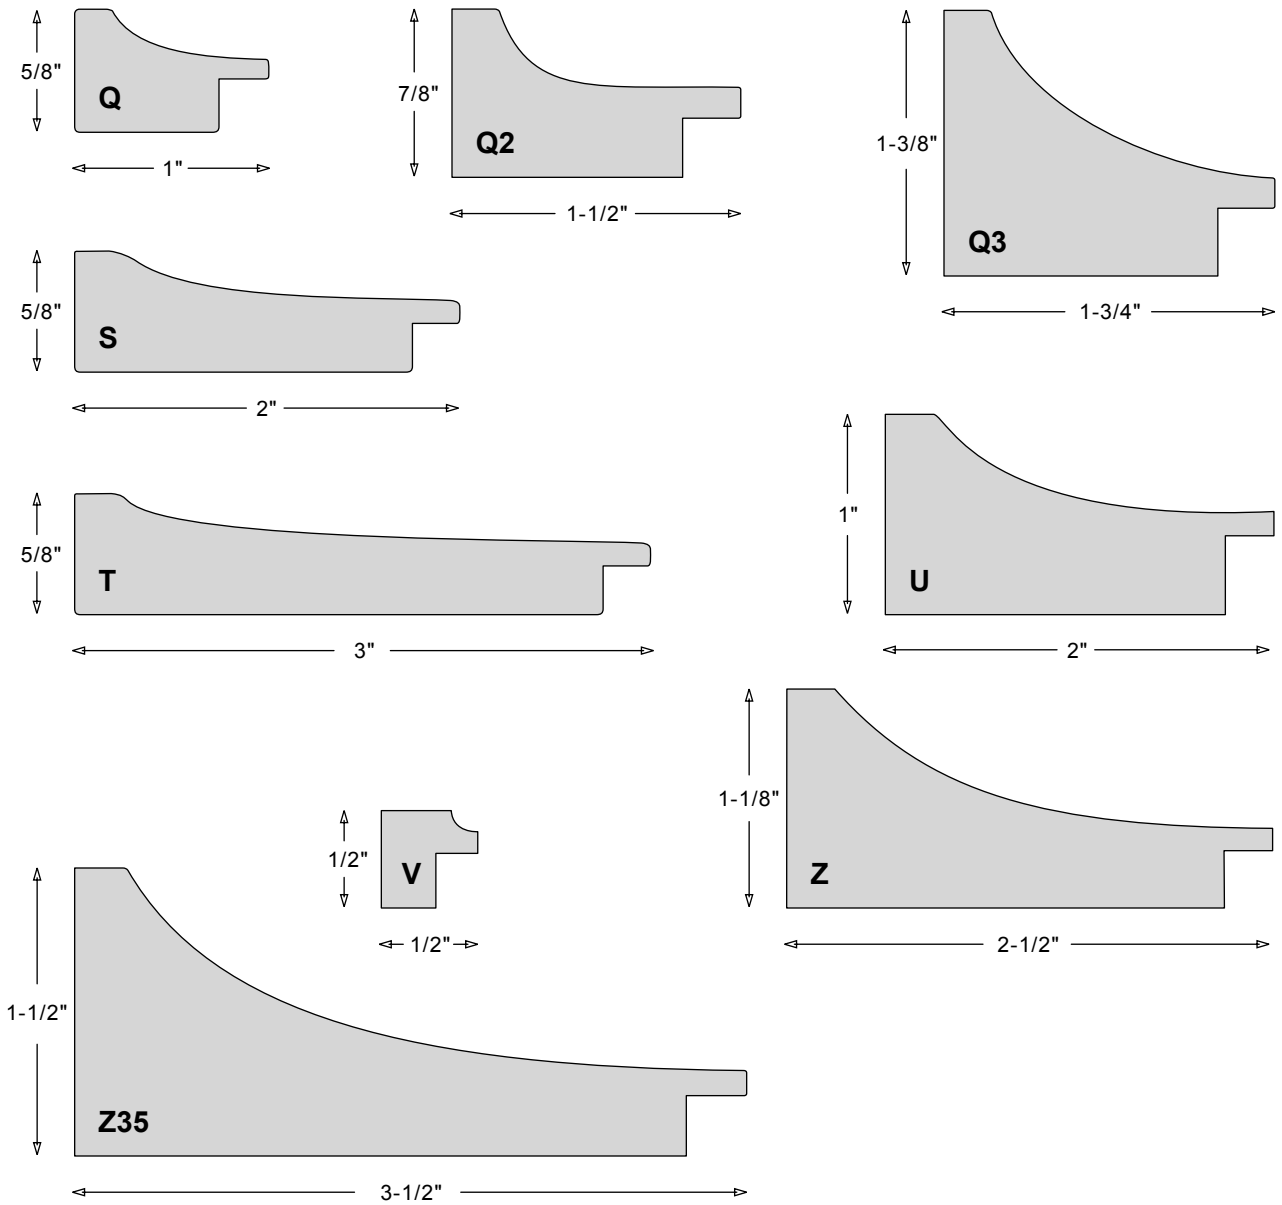 5/8"
Q
1"
7/8"
Q2
1-1/2"
1-3/8"
Q3
1-3/4"
5/8"
S
2"
5/8"
T
3"
1"
U
2"
1-1/8"
Z
2-1/2"
1/2"
V
1/2"
1-1/2"
Z35
3-1/2"